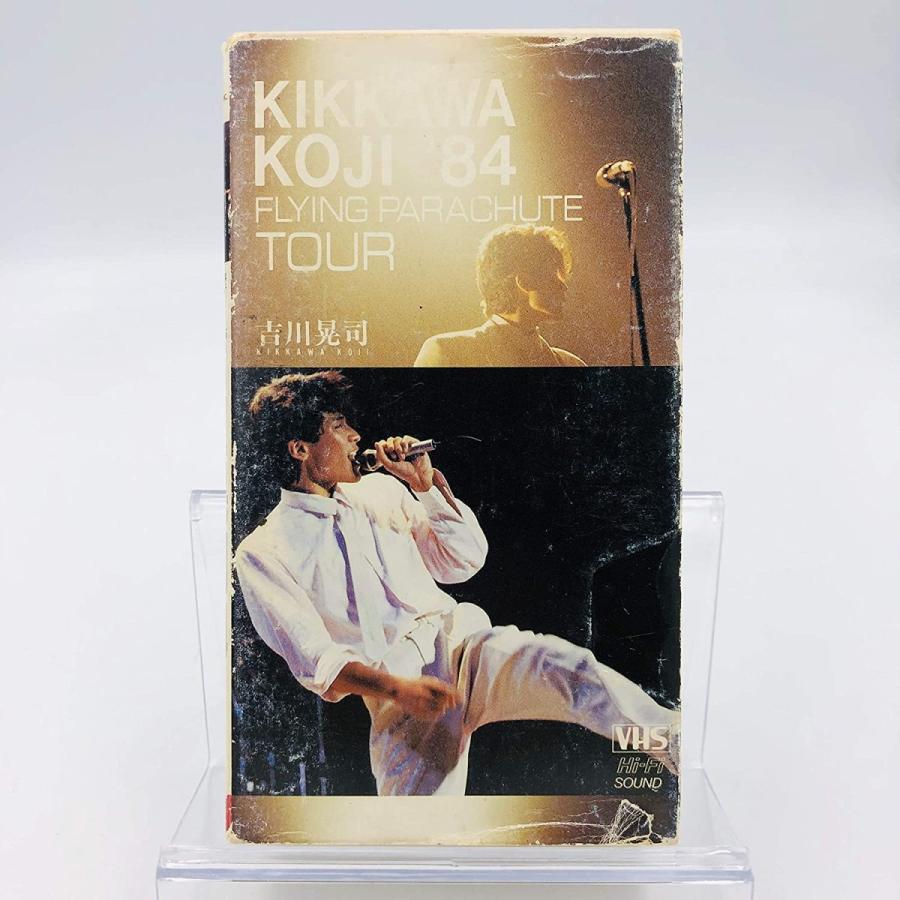 KIKKAWA
KOJI '84
FLYING PARACHUTE
TOUR
吉川晃司
KIKKAWA KOJI
VHS
Hi-Fi
SOUND